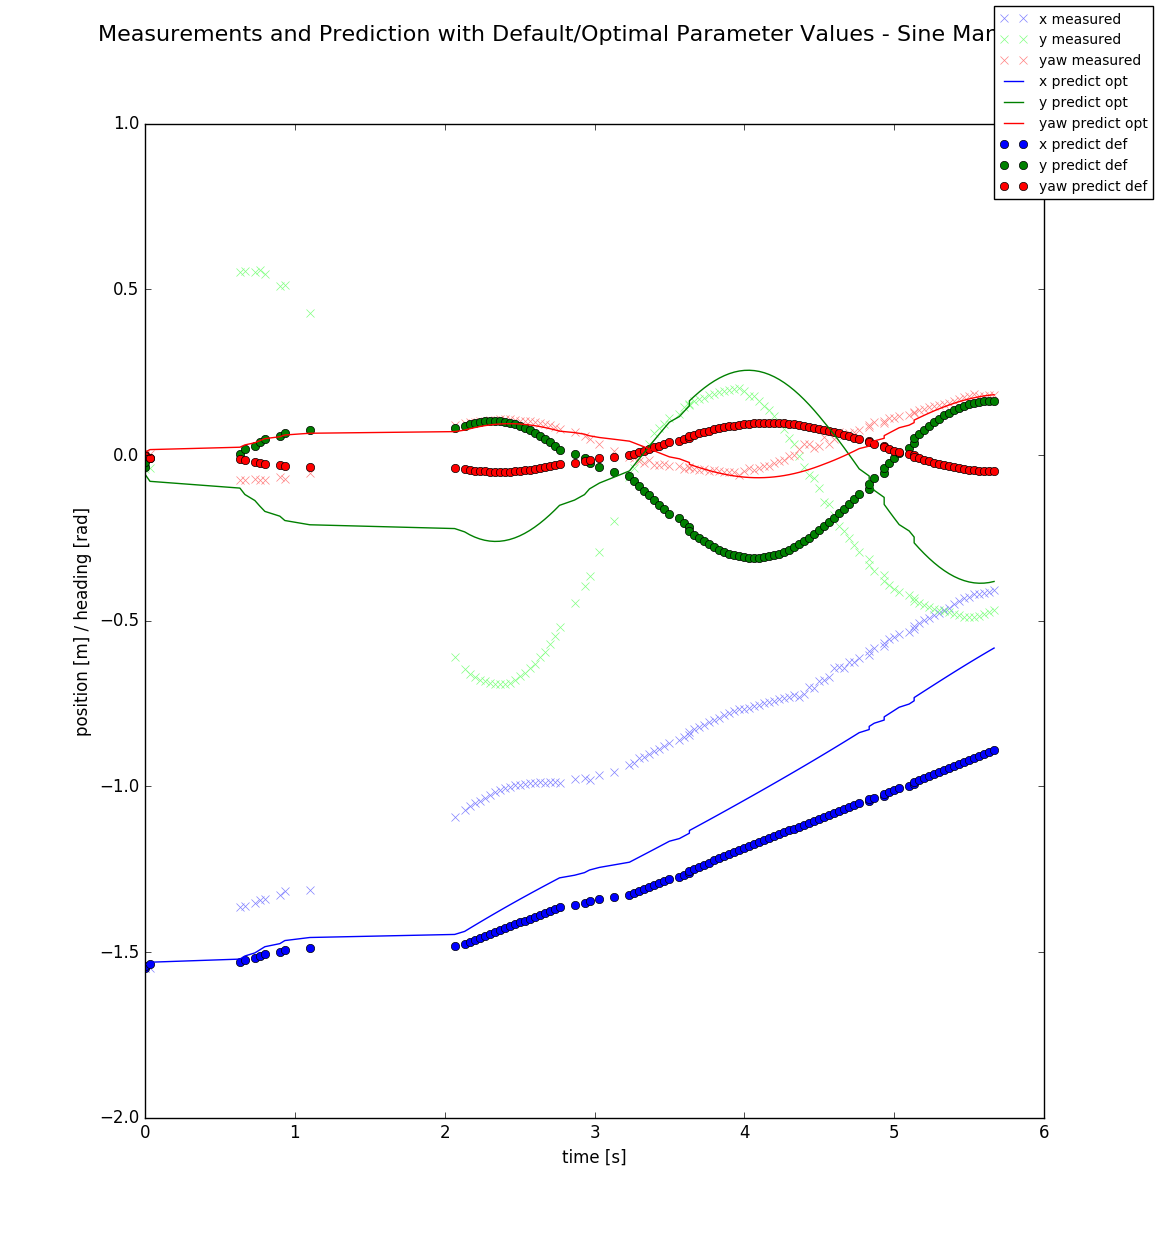 Measurements and Prediction with Default/Optimal Parameter Values - Sine
x measured
y measured
yaw measured
x predict opt
y predict opt
yaw predict opt
x predict def
y predict def
yaw predict def
1.0
0.5
0.0
−0.5
−1.0
−1.5
−2.0
position [m] / heading [rad]
0 1 2 3 4 5 6
time [s]